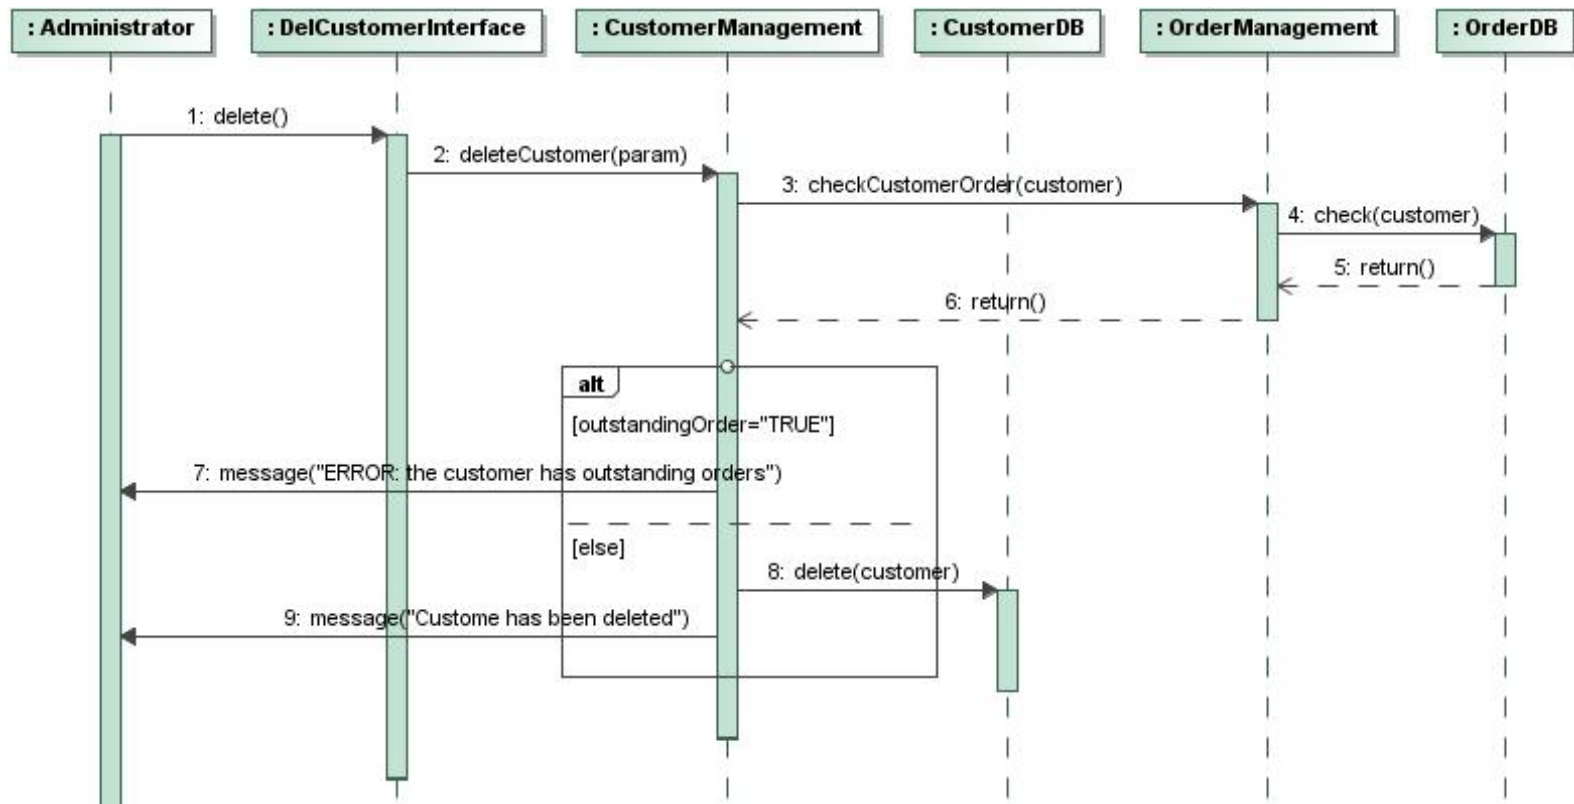 : Administrator
: DelCustomerInterface
: CustomerManagement
: CustomerDB
: OrderManagement
: OrderDB
1: delete()
2: deleteCustomer(param)
3: checkCustomerOrder(customer)
4: check(customer)
5: return()
6: return()
alt
[outstandingOrder="TRUE"]
7: message("ERROR: the customer has outstanding orders")
[else]
8: delete(customer)
9: message("Custome has been deleted")